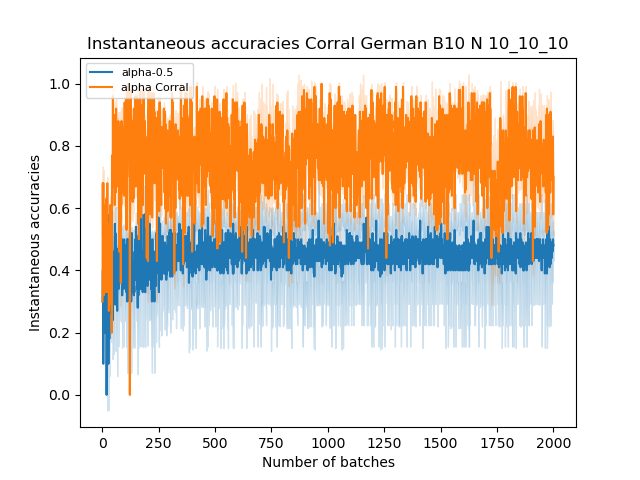 Instantaneous accuracies Corral German B10 N 10_10_10
alpha-0.5
alpha Corral
1.0
0.8
0.6
0.4
0.2
0.0
Instantaneous accuracies
0 250 500 750 1000 1250 1500 1750 2000
Number of batches